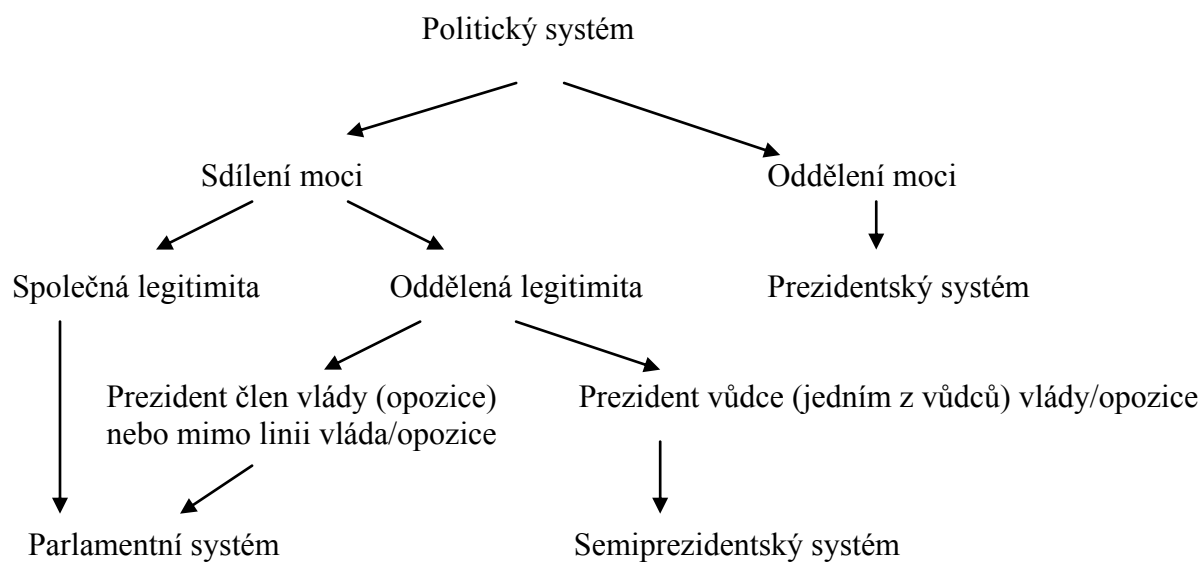 Politický systém
Sdílení moci
Oddělení moci
Společná legitimita
Oddělená legitimita
Prezidentský systém
Prezident člen vlády (opozice)
nebo mimo linii vláda/opozice
Prezident vůdce (jedním z vůdců) vlády/opozice
Parlamentní systém
Semiprezidentský systém